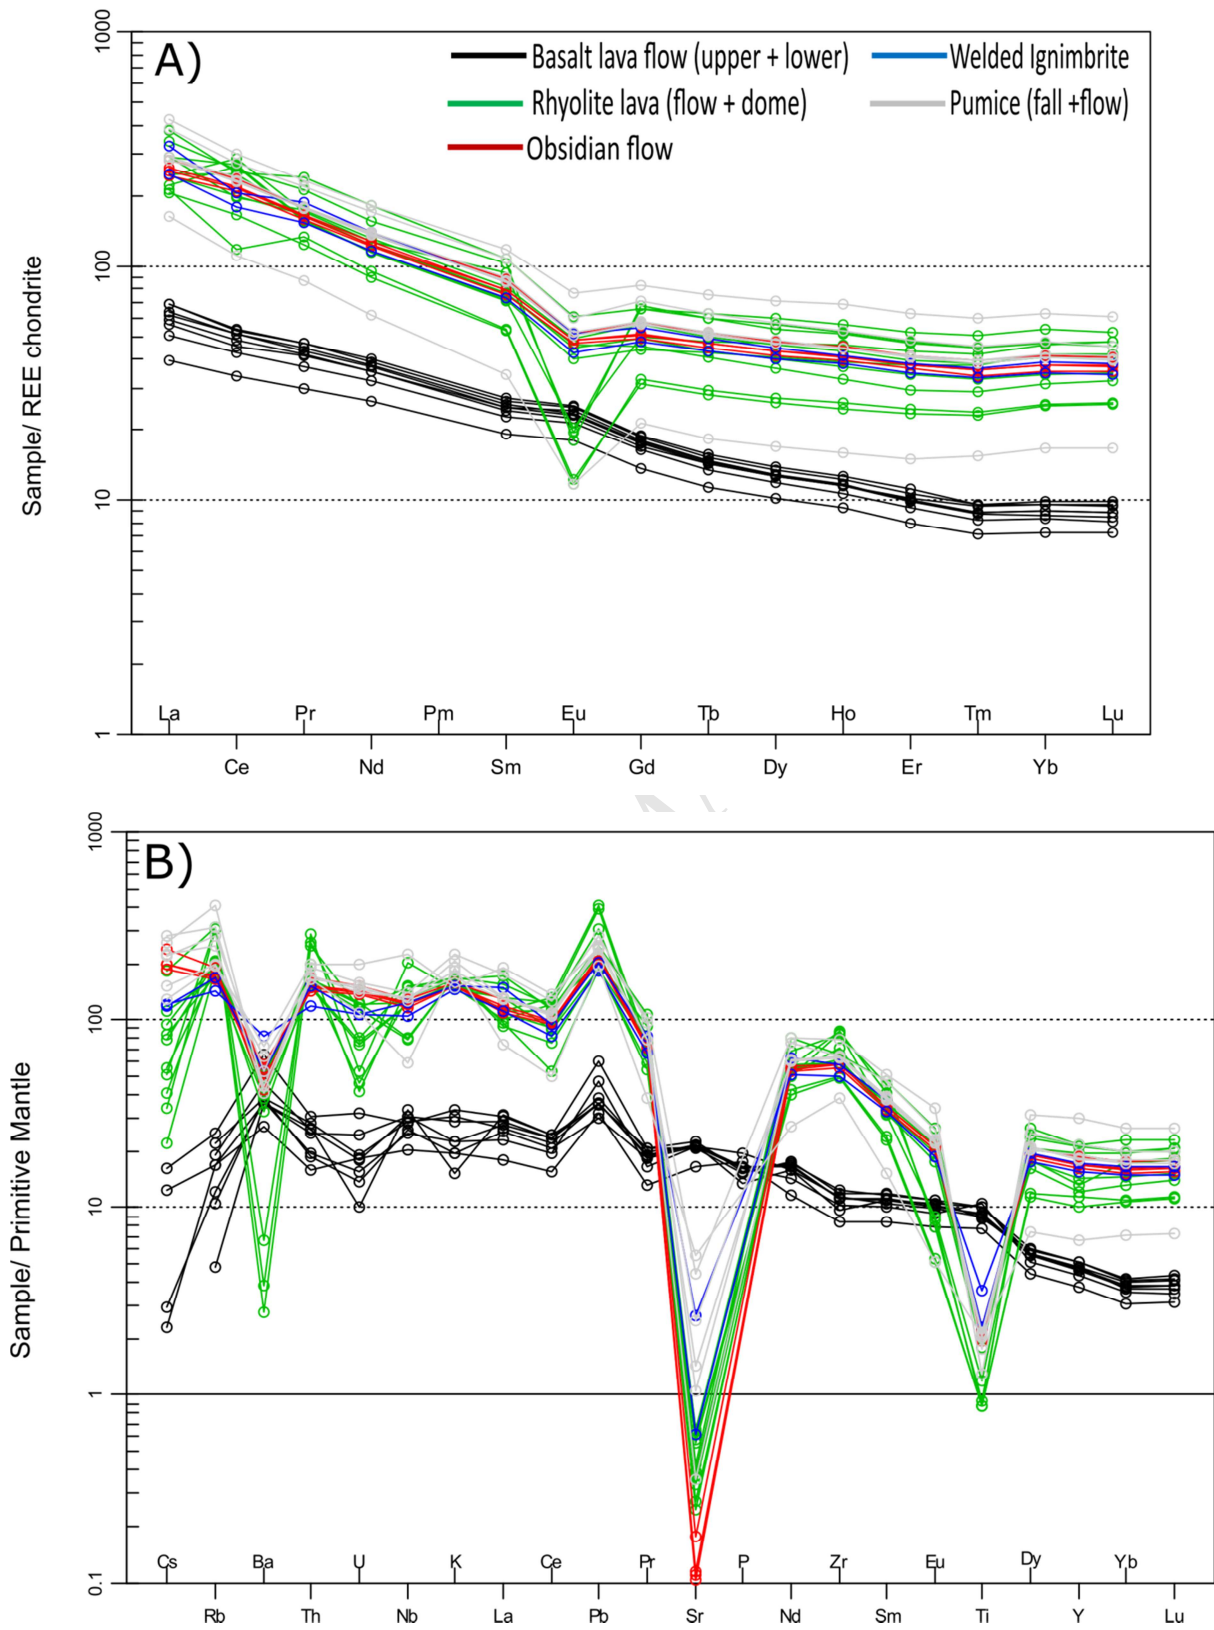 A)
Basalt lava flow (upper + lower)
Welded Ignimbrite
Rhyolite lava (flow + dome)
Pumice (fall +flow)
Obsidian flow
Sample/ REE chondrite
1000
100
10
1
La Pr Pm Eu Tb Ho Tm Lu
Ce Nd Sm Gd Dy Er Yb
B)
Sample/ Primitive Mantle
1000
100
10
1
0.1
Cs Ba U K Ce Pr P Zr Eu Dy Yb
Rb Th Nb La Pb Sr Nd Sm Ti Y Lu